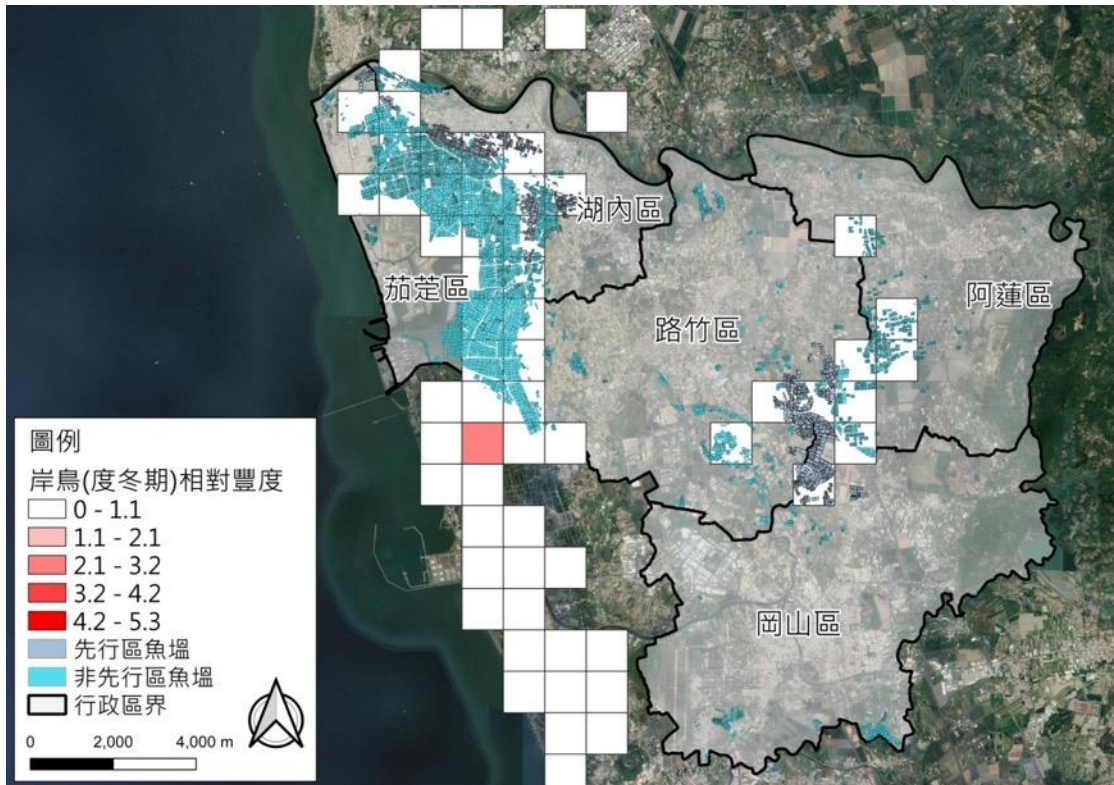 湖內區
茄萣區
阿蓮區
路竹區
岡山區
圖例
岸鳥(度冬期)相對豐度
0 - 1.1
1.1 - 2.1
2.1 - 3.2
3.2 - 4.2
4.2 - 5.3
先行區魚塭
非先行區魚塭
行政區界
0 2,000 4,000 m